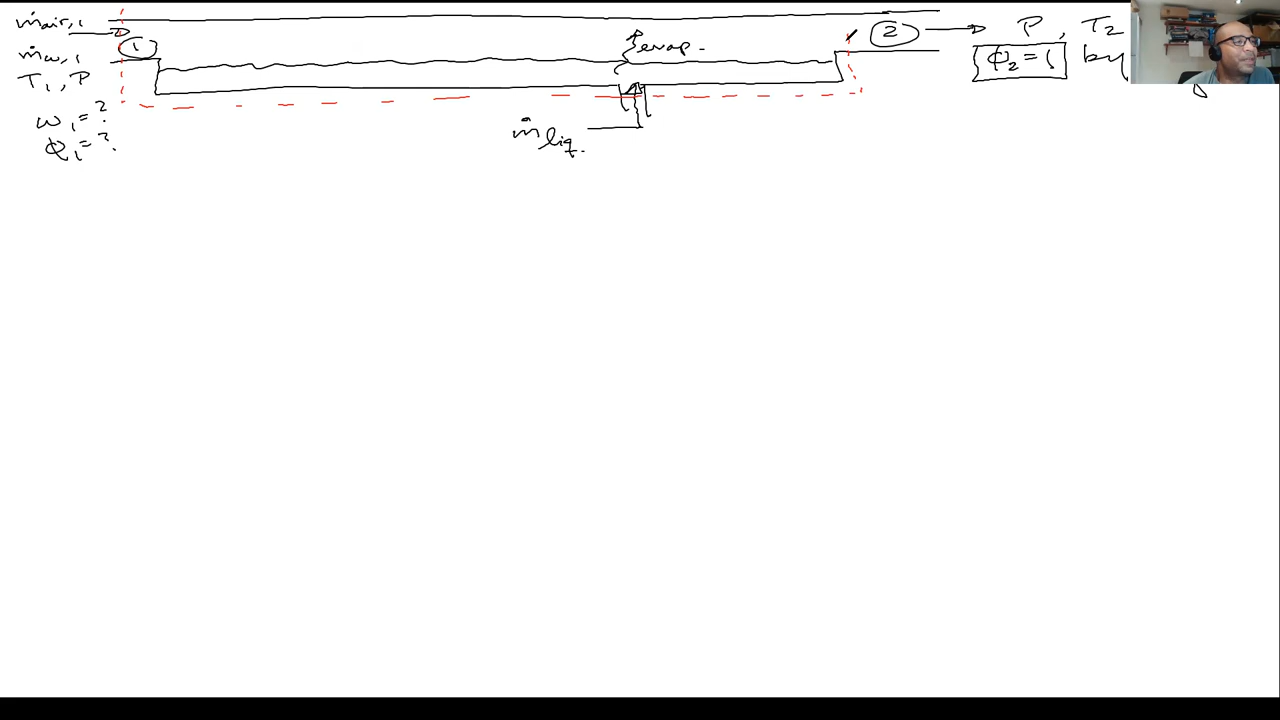 ṁair,1
①
ṁw,1
T1, P
ω1 = ?
φ1 = ?
evap.
ṁliq.
② → P, T2
φ2 = 1 by